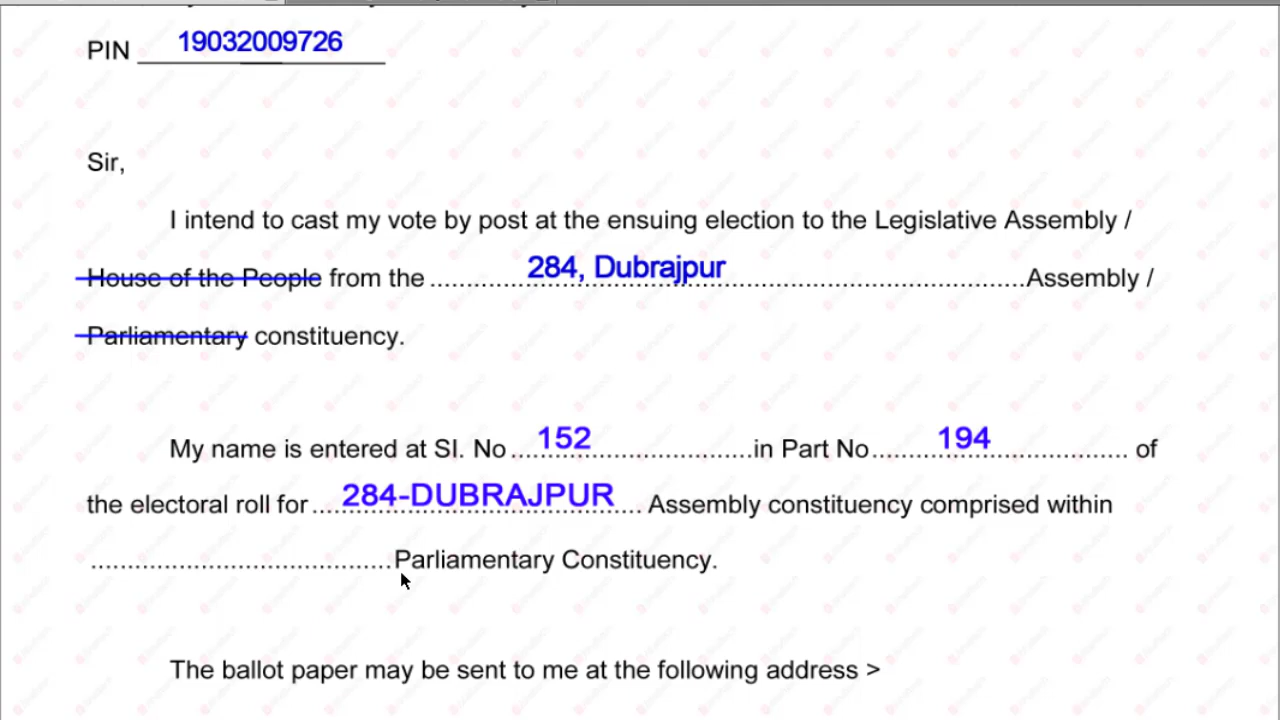 PIN 19032009726
Sir,
I intend to cast my vote by post at the ensuing election to the Legislative Assembly /
House of the People from the ...284, Dubrajpur...Assembly /
Parliamentary constituency.
My name is entered at SI. No...152...in Part No...194... of
the electoral roll for...284-DUBRAJPUR... Assembly constituency comprised within
...Parliamentary Constituency.
The ballot paper may be sent to me at the following address >